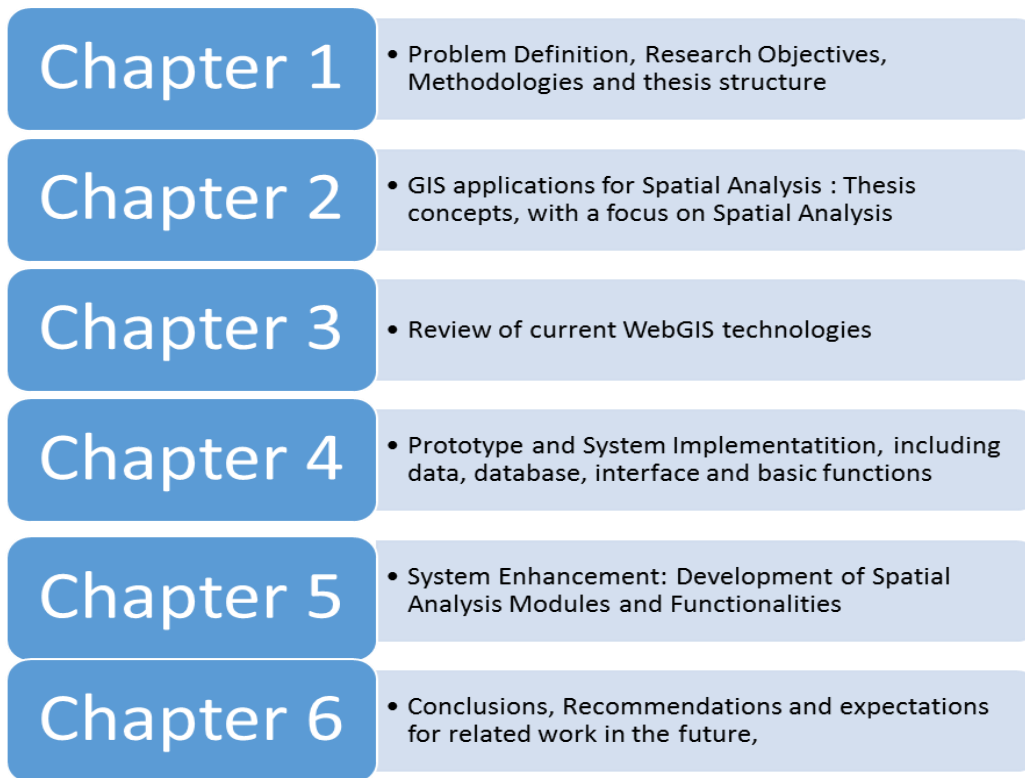 Chapter 1
• Problem Definition, Research Objectives,
Methodologies and thesis structure
Chapter 2
• GIS applications for Spatial Analysis : Thesis
concepts, with a focus on Spatial Analysis
Chapter 3
• Review of current WebGIS technologies
Chapter 4
• Prototype and System Implementatition, including
data, database, interface and basic functions
Chapter 5
• System Enhancement: Development of Spatial
Analysis Modules and Functionalities
Chapter 6
• Conclusions, Recommendations and expectations
for related work in the future,